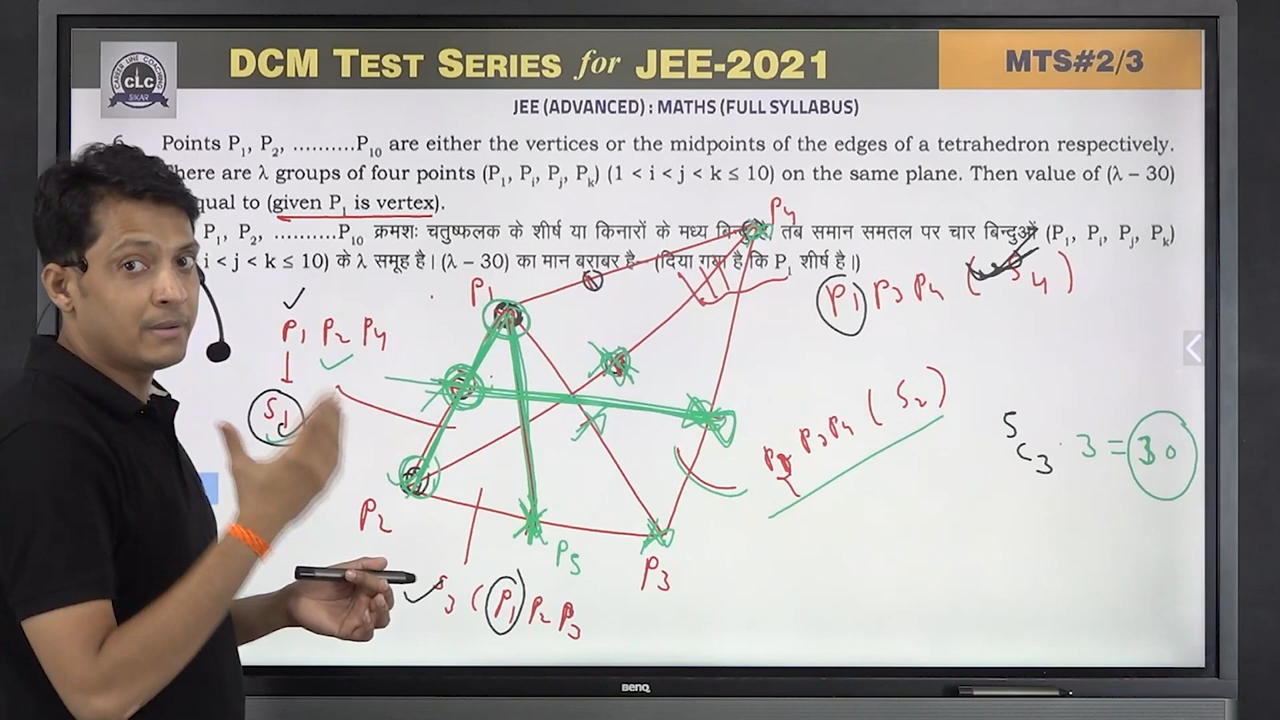 DCM TEST SERIES for JEE-2021
MTS#2/3
CAREER LINE COACHING
CLC
SIKAR
JEE (ADVANCED) : MATHS (FULL SYLLABUS)
Points P1, P2, ..........P10 are either the vertices or the midpoints of the edges of a tetrahedron respectively.
here are λ groups of four points (P1, Pi, Pj, Pk) (1 < i < j < k ≤ 10) on the same plane. Then value of (λ – 30)
qual to (given P1 is vertex).
P1, P2, ..........P10 क्रमशः चतुष्फलक के शीर्ष या किनारों के मध्य तब समान समतल पर चार बिन्दुओं (P1, Pi, Pj, Pk)
i < j < k ≤ 10) के λ समूह है। (λ – 30) का मान बराबर है (दिया गया है कि P1 शीर्ष है।)
P4
P1
P1 P3 P4 ( S4 )
P1 P2 P4
S1
P3 P4 ( S2 )
5C3 · 3 = 30
P2
P5
P3
S3 ( P1 P2 P3
BENQ